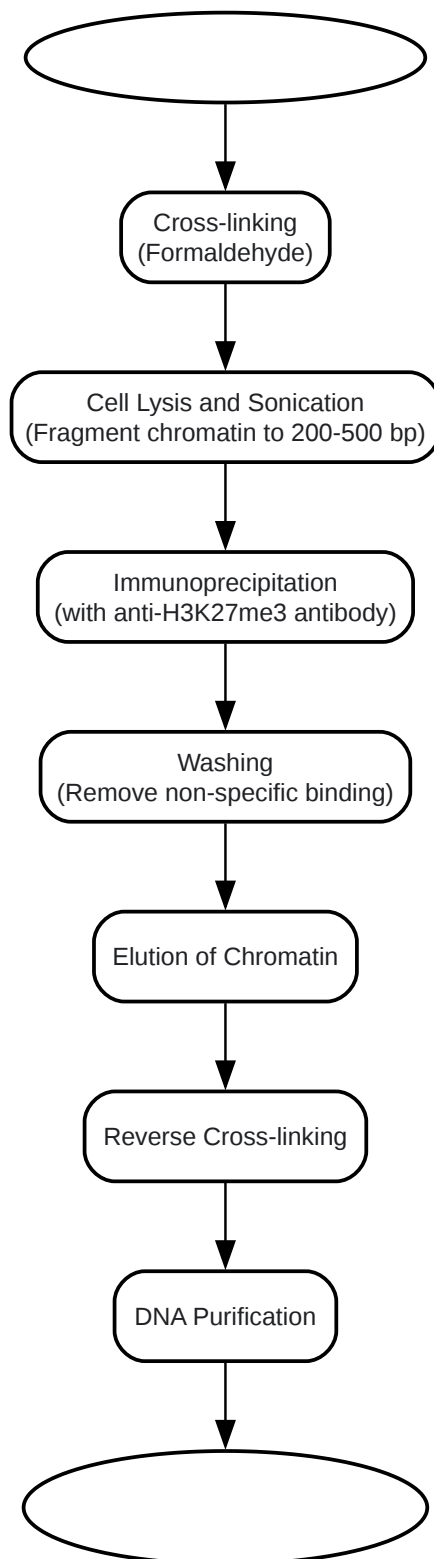 Cross-linking
(Formaldehyde)
Cell Lysis and Sonication
(Fragment chromatin to 200-500 bp)
Immunoprecipitation
(with anti-H3K27me3 antibody)
Washing
(Remove non-specific binding)
Elution of Chromatin
Reverse Cross-linking
DNA Purification